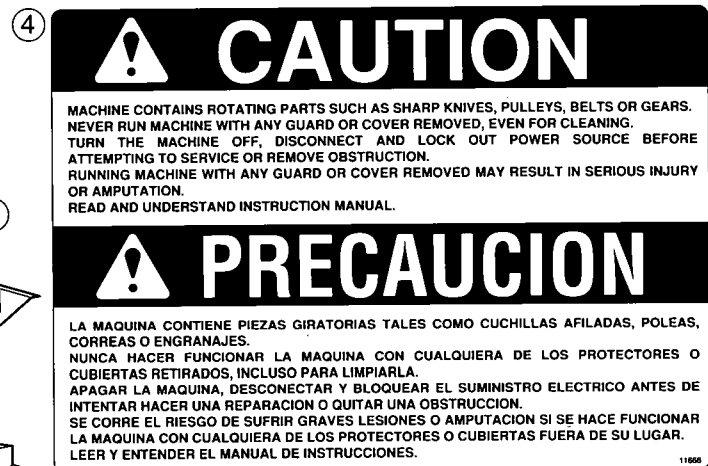 4
CAUTION
MACHINE CONTAINS ROTATING PARTS SUCH AS SHARP KNIVES, PULLEYS, BELTS OR GEARS.
NEVER RUN MACHINE WITH ANY GUARD OR COVER REMOVED, EVEN FOR CLEANING.
TURN THE MACHINE OFF, DISCONNECT AND LOCK OUT POWER SOURCE BEFORE
ATTEMPTING TO SERVICE OR REMOVE OBSTRUCTION.
RUNNING MACHINE WITH ANY GUARD OR COVER REMOVED MAY RESULT IN SERIOUS INJURY
OR AMPUTATION.
READ AND UNDERSTAND INSTRUCTION MANUAL.
PRECAUCION
LA MAQUINA CONTIENE PIEZAS GIRATORIAS TALES COMO CUCHILLAS AFILADAS, POLEAS,
CORREAS O ENGRANAJES.
NUNCA HACER FUNCIONAR LA MAQUINA CON CUALQUIERA DE LOS PROTECTORES O
CUBIERTAS RETIRADOS, INCLUSO PARA LIMPIARLA.
APAGAR LA MAQUINA, DESCONECTAR Y BLOQUEAR EL SUMINISTRO ELECTRICO ANTES DE
INTENTAR HACER UNA REPARACION O QUITAR UNA OBSTRUCCION.
SE CORRE EL RIESGO DE SUFRIR GRAVES LESIONES O AMPUTACION SI SE HACE FUNCIONAR
LA MAQUINA CON CUALQUIERA DE LOS PROTECTORES O CUBIERTAS FUERA DE SU LUGAR.
LEER Y ENTENDER EL MANUAL DE INSTRUCCIONES.